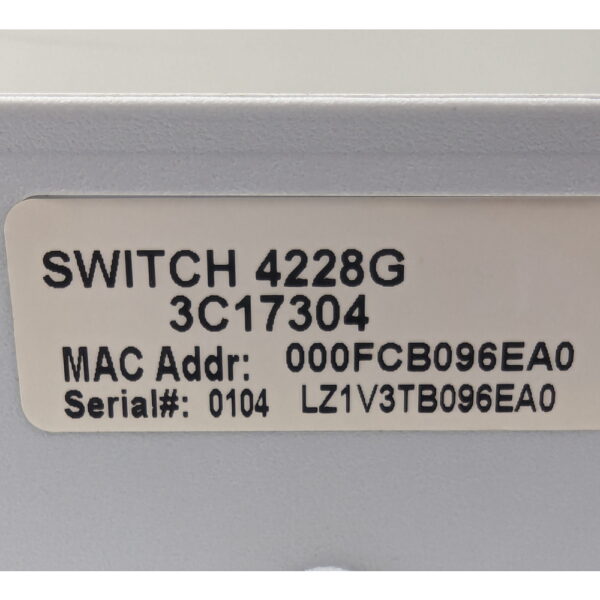 SWITCH 4228G
3C17304
MAC Addr: 000FCB096EA0
Serial#: 0104 LZ1V3TB096EA0